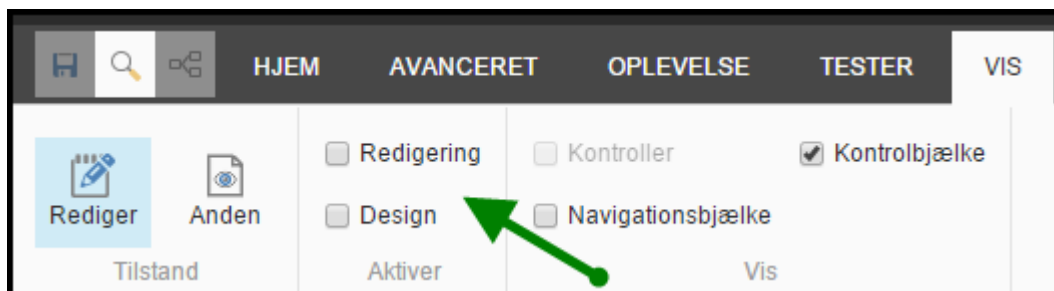 HJEM AVANCERET OPLEVELSE TESTER VIS
Redigering Kontroller Kontrolbjælke
Rediger Anden Design Navigationsbjælke
Tilstand Aktiver Vis